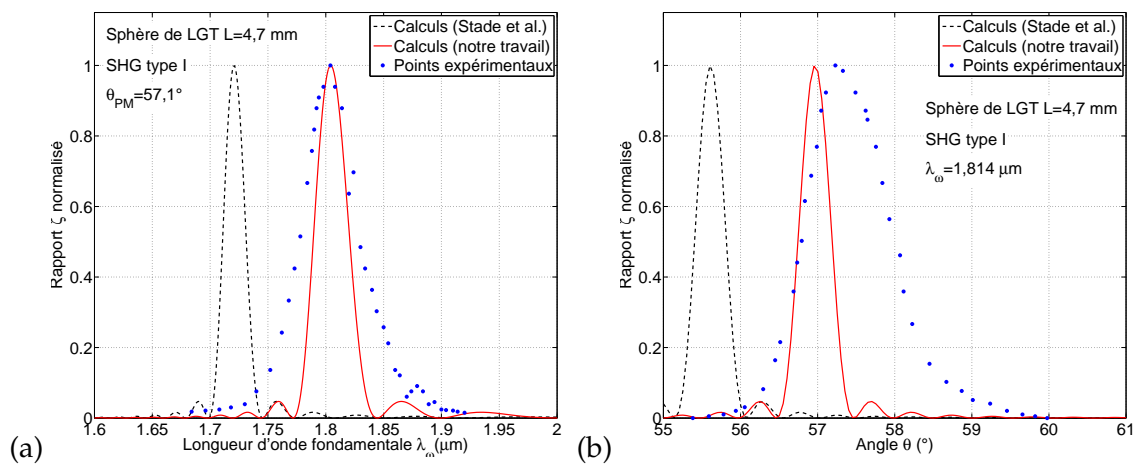 Calculs (Stade et al.)
Calculs (notre travail)
Points expérimentaux
Sphère de LGT L=4,7 mm
SHG type I
θPM=57,1°
1
0.8
0.6
0.4
0.2
0
Rapport ζ normalisé
1.6
1.65
1.7
1.75
1.8
1.85
1.9
1.95
2
Longueur d'onde fondamentale λω(μm)
(a)
Calculs (Stade et al.)
Calculs (notre travail)
Points expérimentaux
Sphère de LGT L=4,7 mm
SHG type I
λω=1,814 μm
1
0.8
0.6
0.4
0.2
0
Rapport ζ normalisé
55
56
57
58
59
60
61
Angle θ (°)
(b)